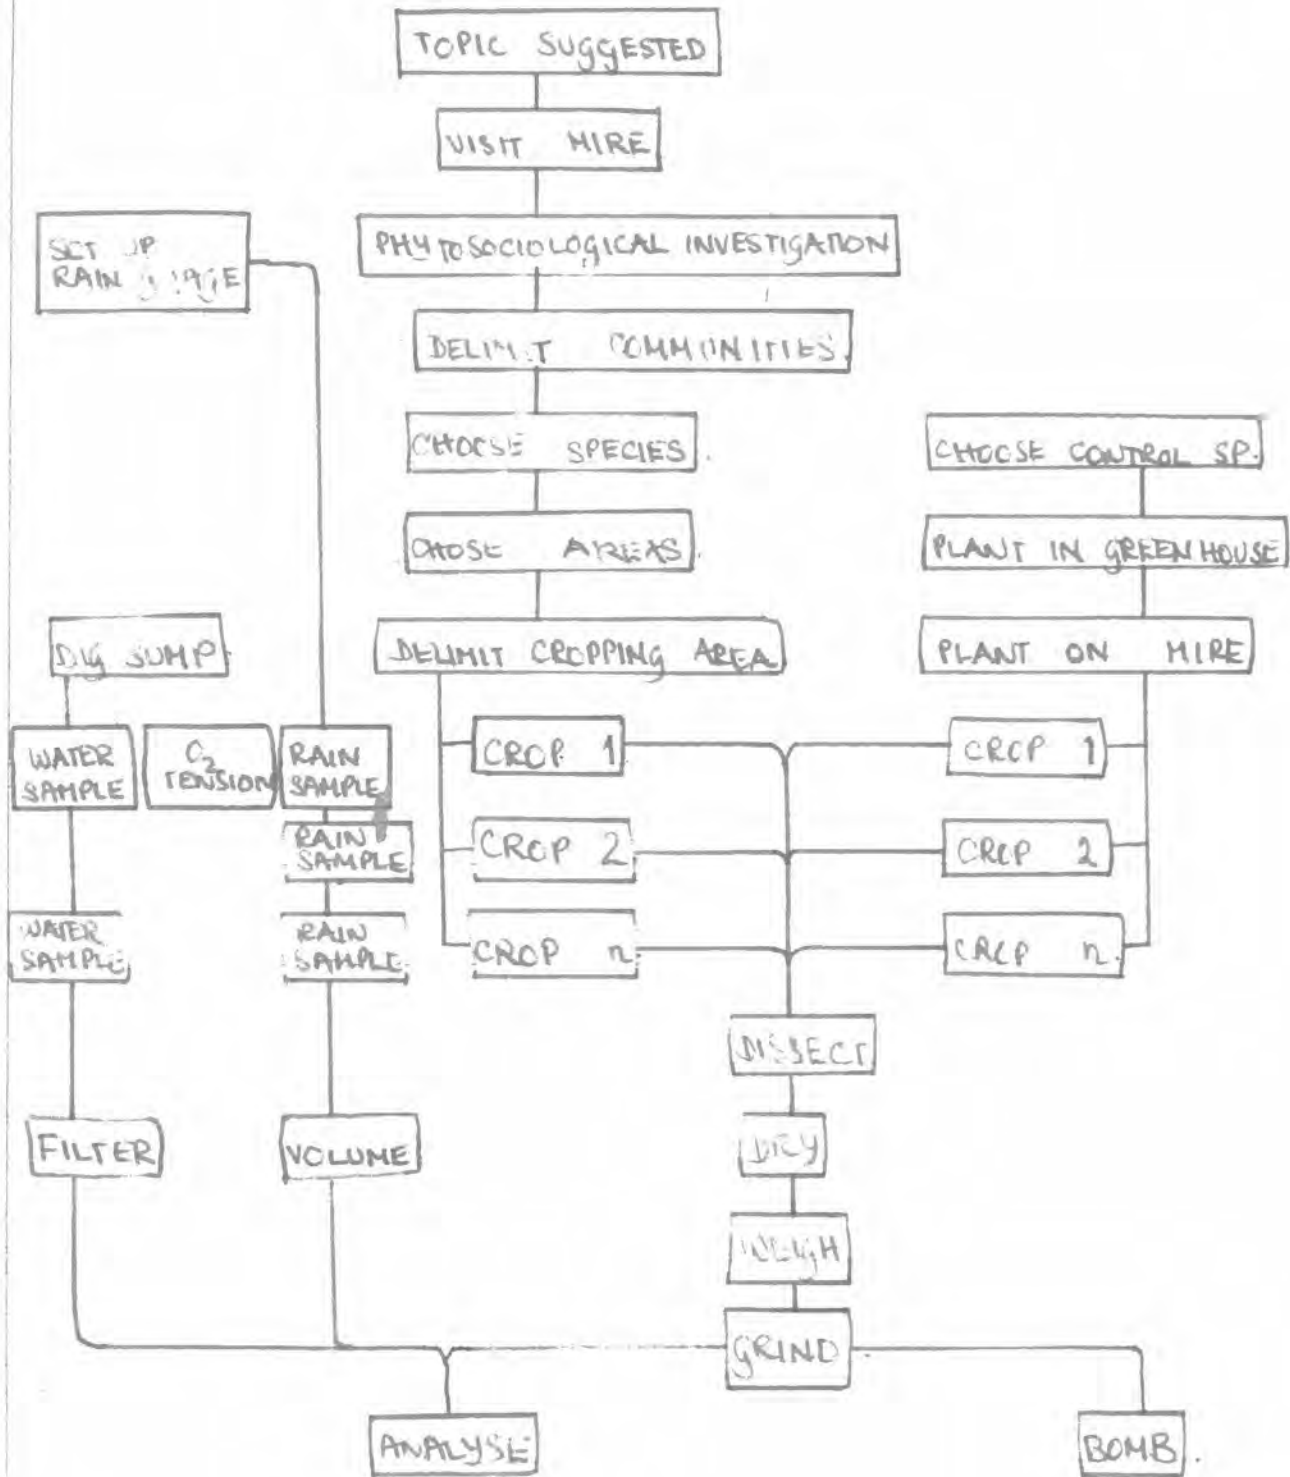 TOPIC SUGGESTED
VISIT MIRE
PHYTOSOCIOLOGICAL INVESTIGATION
SET UP
RAIN GUAGE
DELIMIT COMMUNITIES.
CHOOSE SPECIES.
CHOOSE CONTROL SP.
CHOSE AREAS.
PLANT IN GREENHOUSE
DIG SUMP
DELIMIT CROPPING AREA
PLANT ON MIRE
WATER
SAMPLE
O2
TENSION
RAIN
SAMPLE
CROP 1
CROP 1
RAIN
SAMPLE
CROP 2
CROP 2
WATER
SAMPLE
RAIN
SAMPLE
CROP n
CROP n.
DISSECT
FILTER
VOLUME
DRY
WEIGH
GRIND
ANALYSE
BOMB.